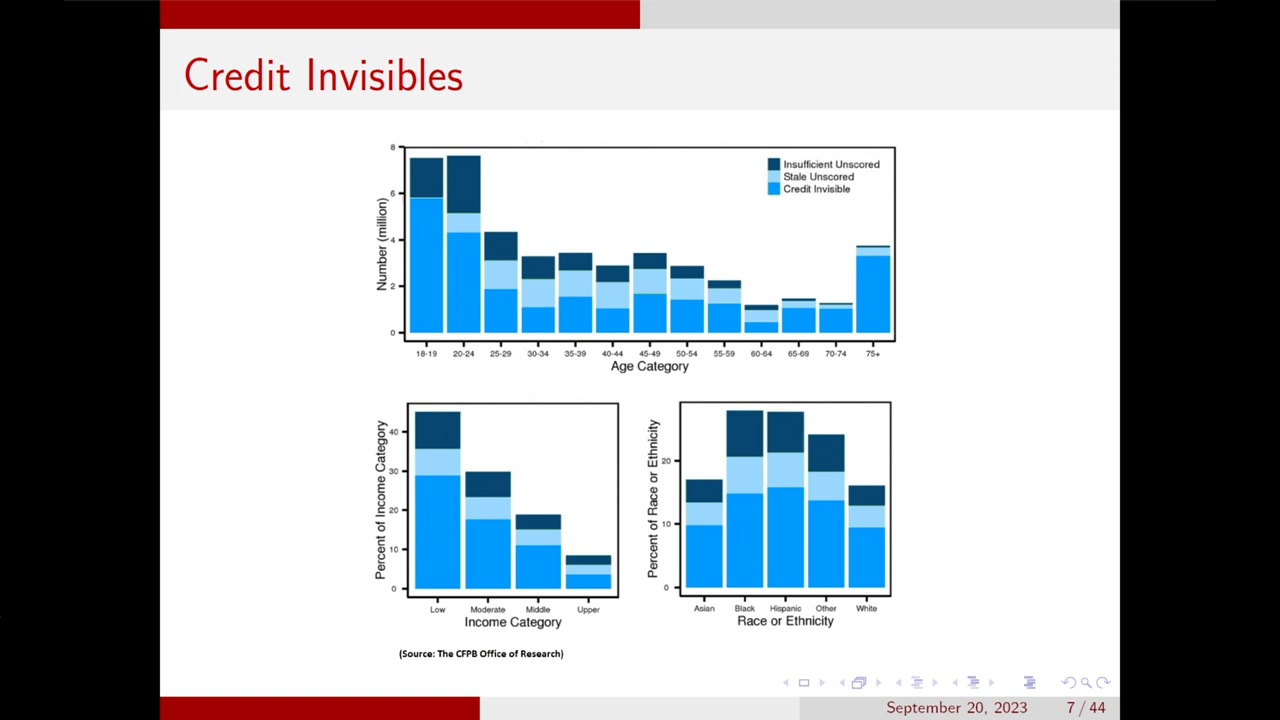 Credit Invisibles
Insufficient Unscored
Stale Unscored
Credit Invisible
Number (million)
8
6
4
2
0
18-19 20-24 25-29 30-34 35-39 40-44 45-49 50-54 55-59 60-64 65-69 70-74 75+
Age Category
Percent of Income Category
40
30
20
10
0
Low Moderate Middle Upper
Income Category
Percent of Race or Ethnicity
20
10
0
Asian Black Hispanic Other White
Race or Ethnicity
(Source: The CFPB Office of Research)
September 20, 2023 7 / 44